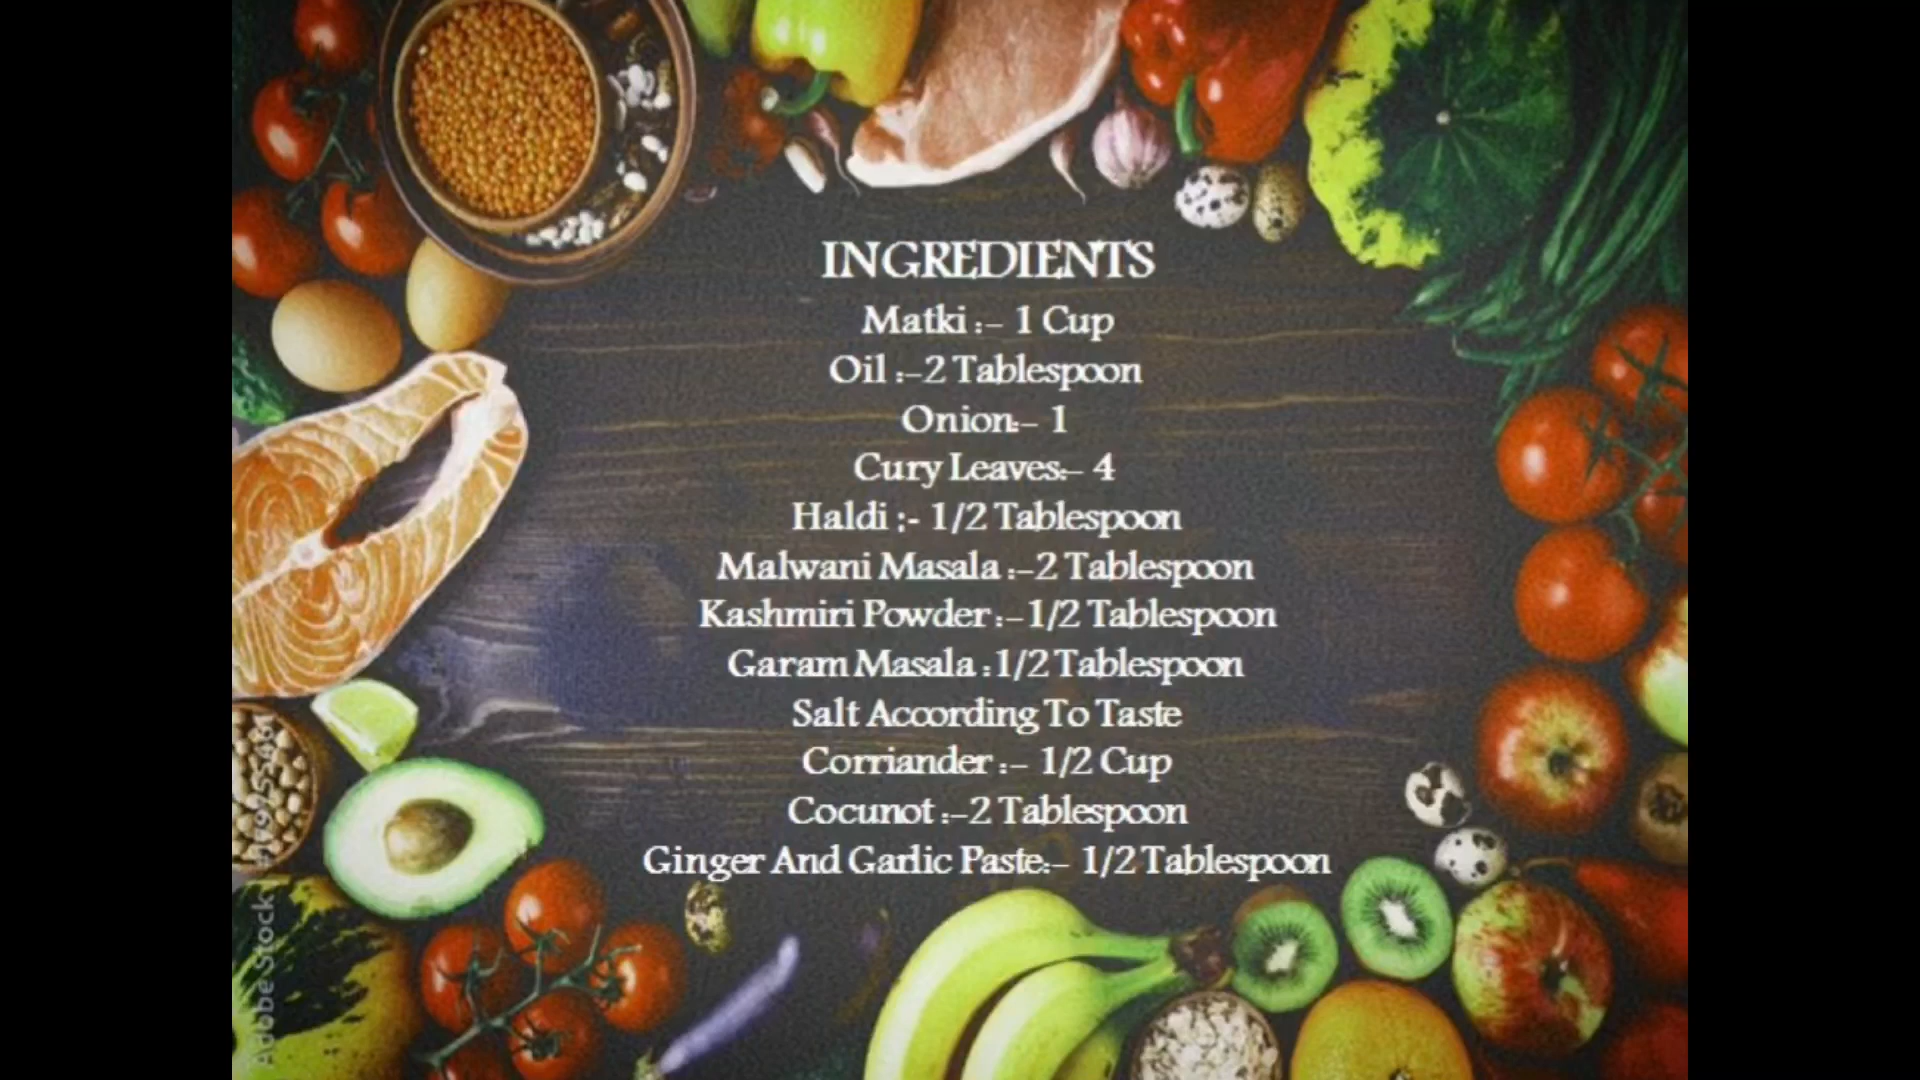 INGREDIENTS
Matki :- 1 Cup
Oil :-2 Tablespoon
Onion:- 1
Cury Leaves:- 4
Haldi :- 1/2 Tablespoon
Malwani Masala :-2 Tablespoon
Kashmiri Powder :-1/2 Tablespoon
Garam Masala :1/2 Tablespoon
Salt According To Taste
Corriander :- 1/2 Cup
Cocunot :-2 Tablespoon
Ginger And Garlic Paste:- 1/2 Tablespoon
Adobe Stock